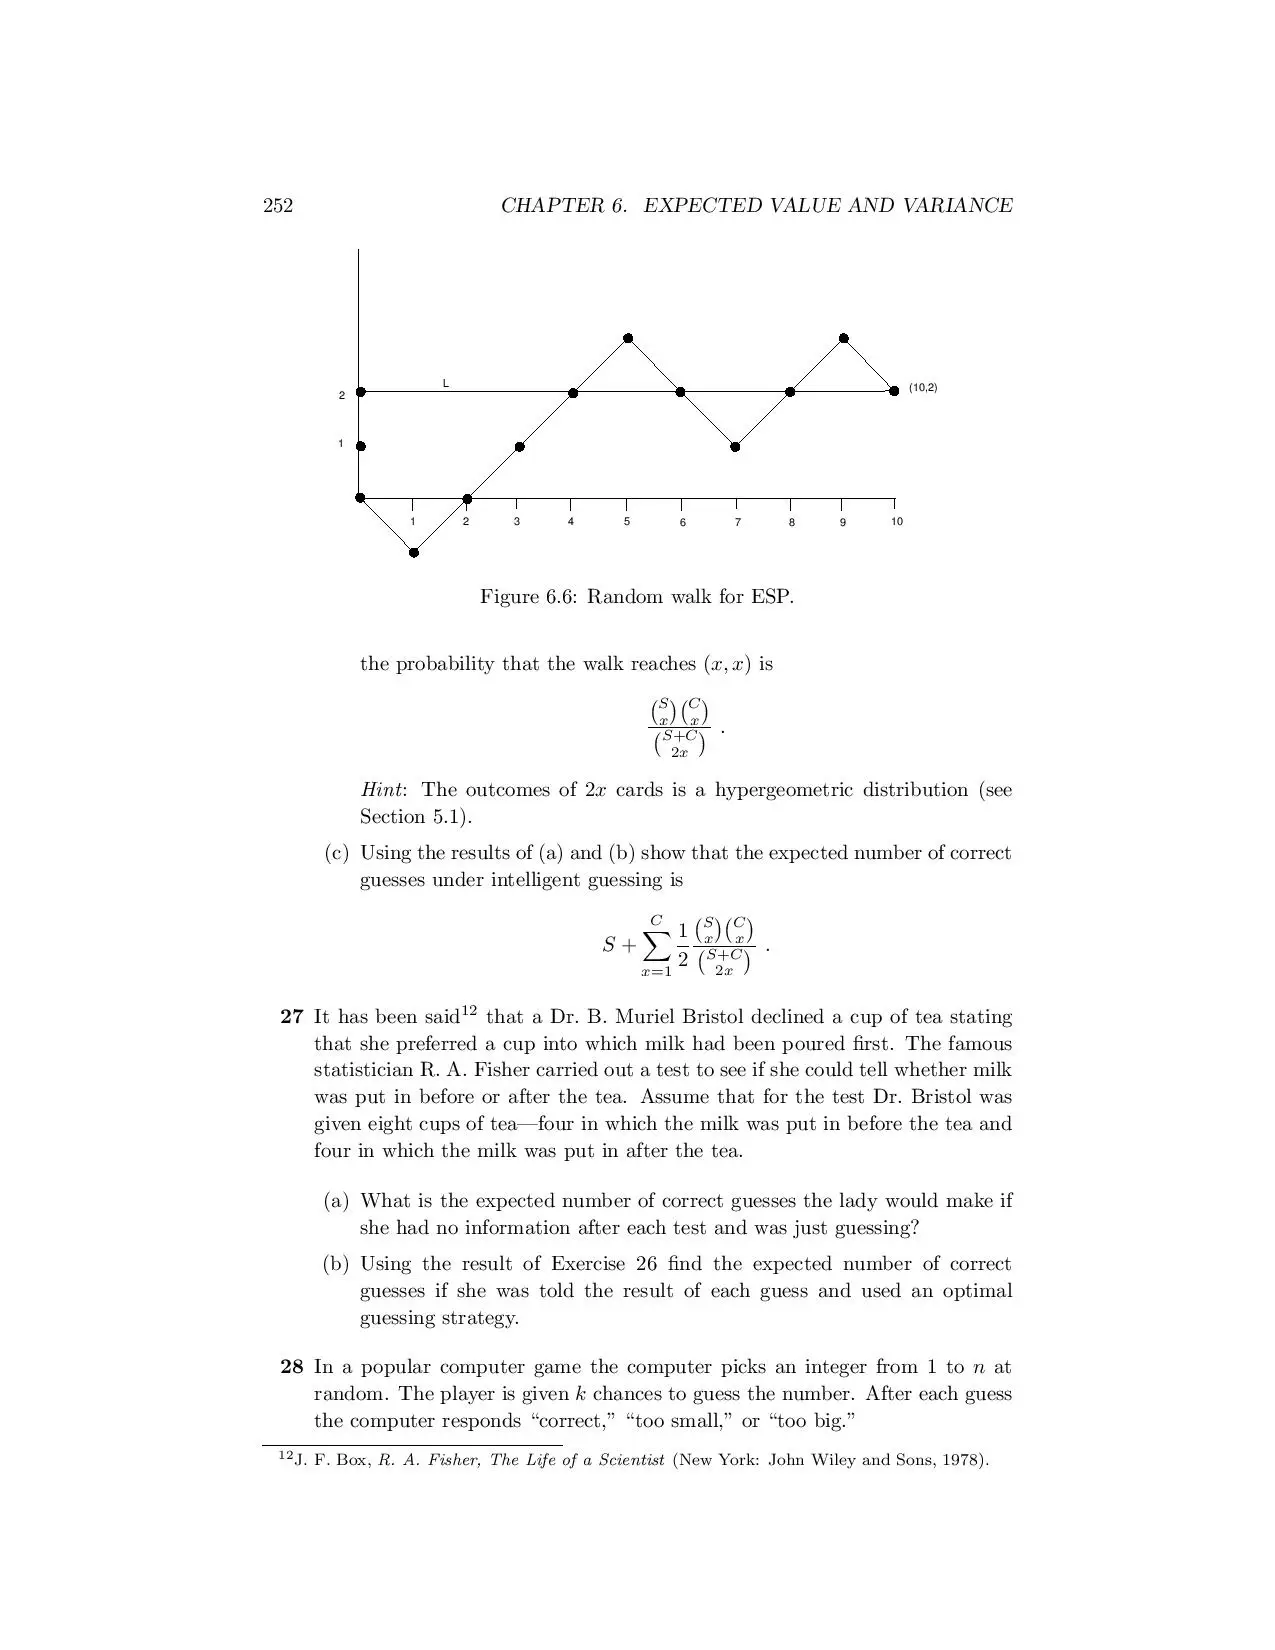 252 CHAPTER 6. EXPECTED VALUE AND VARIANCE
L
(10,2)
2
1
1 2 3 4 5 6 7 8 9 10
Figure 6.6: Random walk for ESP.
the probability that the walk reaches (x, x) is
\frac{\binom{S}{x}\binom{C}{x}}{\binom{S+C}{2x}} .
Hint: The outcomes of 2x cards is a hypergeometric distribution (see
Section 5.1).
(c) Using the results of (a) and (b) show that the expected number of correct
guesses under intelligent guessing is
S + \sum_{x=1}^{C} \frac{1}{2} \frac{\binom{S}{x}\binom{C}{x}}{\binom{S+C}{2x}} .
27 It has been said¹² that a Dr. B. Muriel Bristol declined a cup of tea stating
that she preferred a cup into which milk had been poured first. The famous
statistician R. A. Fisher carried out a test to see if she could tell whether milk
was put in before or after the tea. Assume that for the test Dr. Bristol was
given eight cups of tea—four in which the milk was put in before the tea and
four in which the milk was put in after the tea.
(a) What is the expected number of correct guesses the lady would make if
she had no information after each test and was just guessing?
(b) Using the result of Exercise 26 find the expected number of correct
guesses if she was told the result of each guess and used an optimal
guessing strategy.
28 In a popular computer game the computer picks an integer from 1 to n at
random. The player is given k chances to guess the number. After each guess
the computer responds “correct,” “too small,” or “too big.”
¹²J. F. Box, R. A. Fisher, The Life of a Scientist (New York: John Wiley and Sons, 1978).